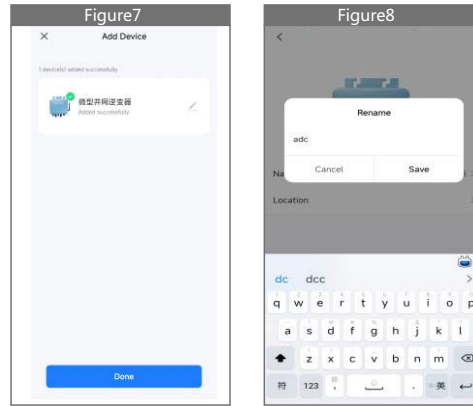 Figure7
Add Device
1 device(s) added successfully
微型并网逆变器
Added successfully
Done
Figure8
Rename
adc
Cancel
Save
Na
Location
dc dcc
q w e r t y u i o p
a s d f g h j k l
z x c v b n m
符 123 , . 英